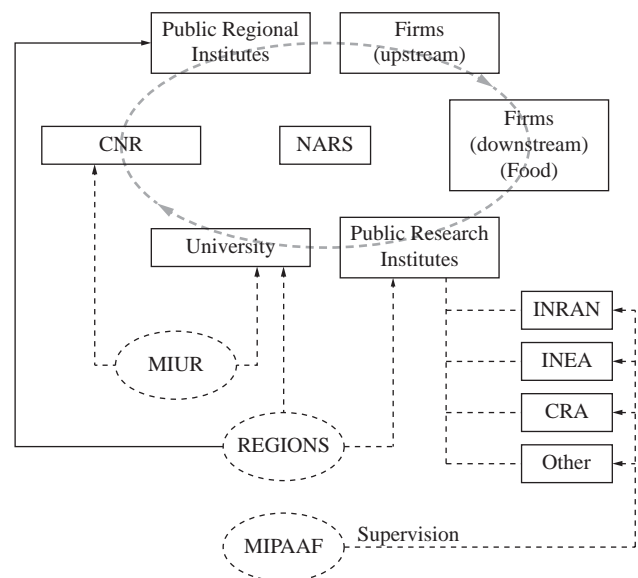 Public Regional
Institutes
Firms
(upstream)
CNR
NARS
Firms
(downstream)
(Food)
University
Public Research
Institutes
INRAN
MIUR
INEA
CRA
REGIONS
Other
MIPAAF
Supervision